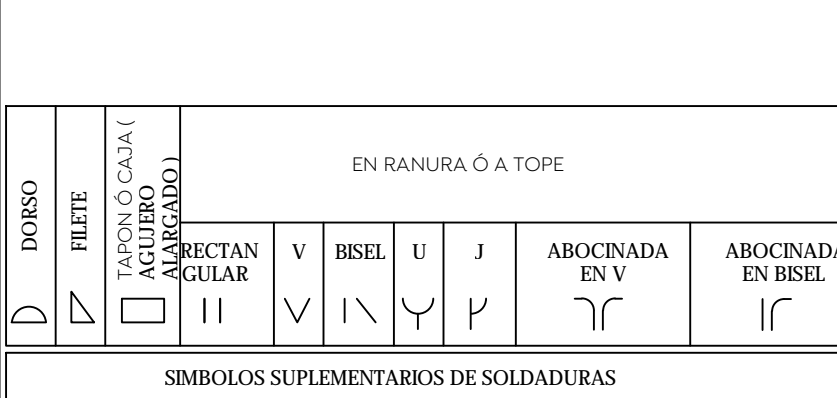 DORSO
FILETE
TAPON Ó CAJA (
AGUJERO
ALARGADO )
EN RANURA Ó A TOPE
RECTAN
GULAR
V
BISEL
U
J
ABOCINADA
EN V
ABOCINADA
EN BISEL
SIMBOLOS SUPLEMENTARIOS DE SOLDADURAS